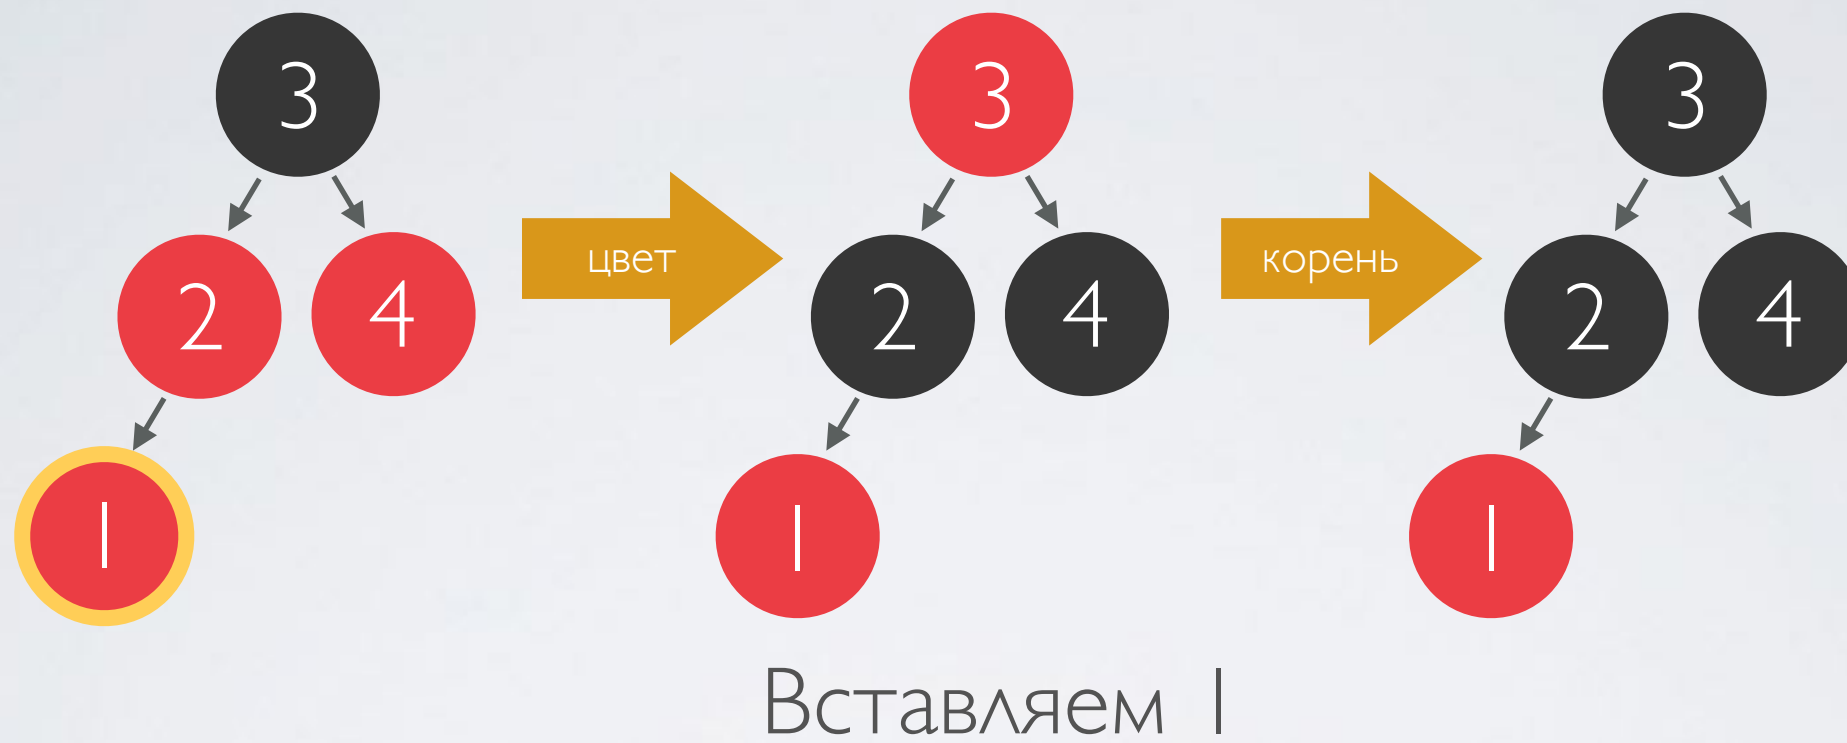 3 3 3
цвет корень
2 4 2 4 2 4
1 1 1
Вставляем 1